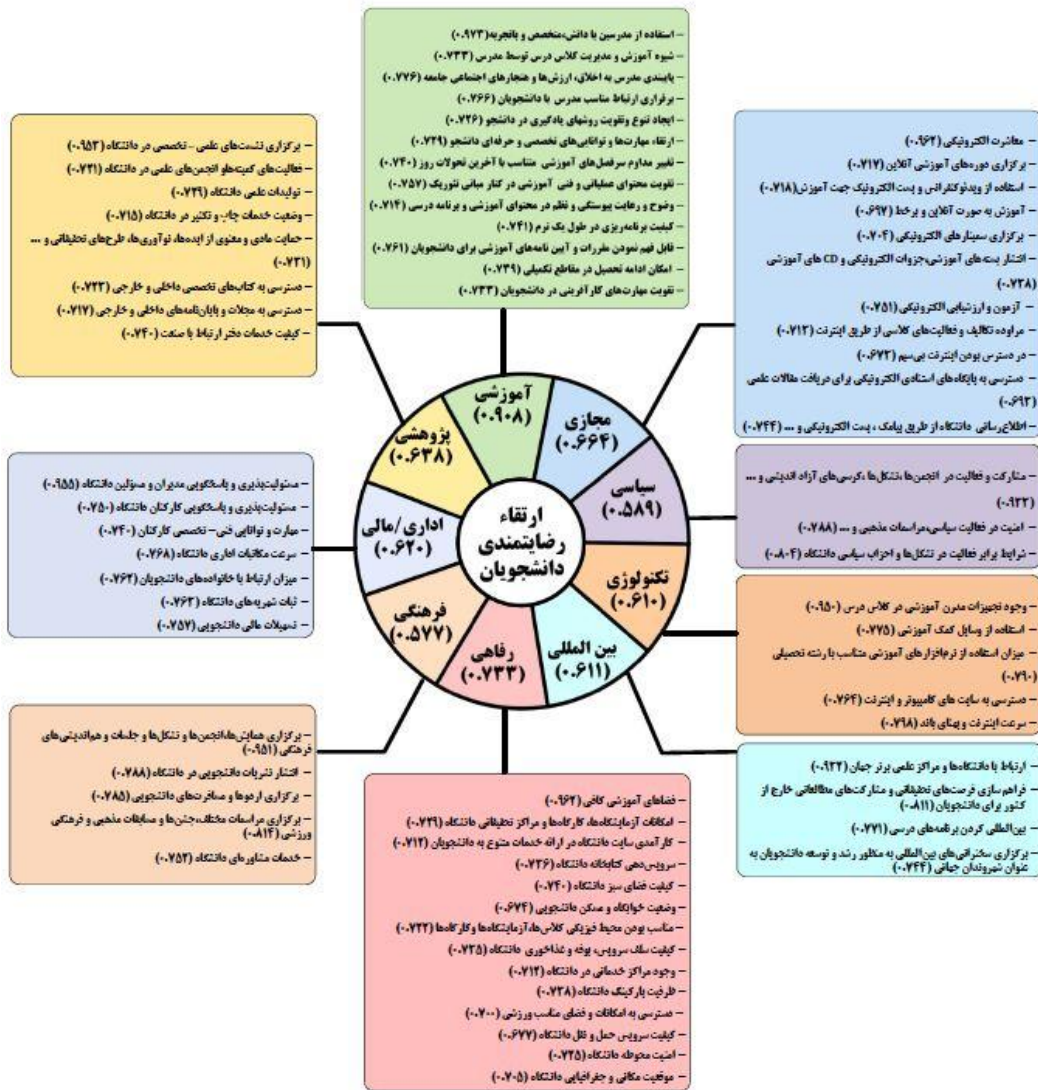 – استفاده از مدرسین با دانش،متخصص و باتجربه(۰.۹۷۳)
– شیوه آموزش و مدیریت کلاس درس توسط مدرس (۰.۷۳۳)
– پایبندی مدرس به اخلاق، ارزش‌ها و هنجارهای اجتماعی جامعه (۰.۷۷۶)
– برقراری ارتباط مناسب مدرس با دانشجویان (۰.۷۶۶)
– ایجاد تنوع وتقویت روشهای یادگیری در دانشجو (۰.۷۲۶)
– ارتقاء مهارت‌ها و توانایی‌های تخصصی و حرفه‌ای دانشجو (۰.۷۲۹)
– تغییر مداوم سرفصل‌های آموزشی متناسب با آخرین تحولات روز (۰.۷۴۰)
– تقویت محتوای عملیاتی و فنی آموزشی در کنار مبانی تئوریک (۰.۷۵۷)
– وضوح و رعایت پیوستگی و نظم در محتوای آموزشی و برنامه درسی (۰.۷۱۴)
– کیفیت برنامه‌ریزی در طول یک ترم (۰.۷۴۱)
– قابل فهم نمودن مقررات و آیین نامه‌های آموزشی برای دانشجویان (۰.۷۶۱)
– امکان ادامه تحصیل در مقاطع تکمیلی (۰.۷۳۹)
– تقویت مهارت‌های کارآفرینی در دانشجویان (۰.۷۳۳)
– معاشرت الکترونیکی (۰.۹۶۲)
– برگزاری دوره‌های آموزشی آنلاین (۰.۷۱۷)
– استفاده از ویدئو کنفرانس و پست الکترونیک جهت آموزش(۰.۷۱۸)
– آموزش به صورت آنلاین و برخط (۰.۶۹۷)
– برگزاری سمینارهای الکترونیکی (۰.۷۰۴)
– انتشار بسته‌های آموزشی،جزوات الکترونیکی و CD های آموزشی
(۰.۷۳۸)
– آزمون و ارزشیابی الکترونیکی (۰.۷۵۱)
– مراوده تکالیف و فعالیت‌های کلاسی از طریق اینترنت (۰.۷۱۳)
– در دسترس بودن اینترنت بی‌سیم (۰.۶۷۲)
– دسترسی به پایگاه‌های استنادی الکترونیکی برای دریافت مقالات علمی
(۰.۶۹۲)
– اطلاع‌رسانی دانشگاه از طریق پیامک ، پست الکترونیکی و ... (۰.۷۴۴)
– مشارکت و فعالیت در انجمن‌ها ،تشکل‌ها ،کرسی‌های آزاد اندیشی و ...
(۰.۹۲۲)
– امنیت در فعالیت سیاسی،مراسمات مذهبی و ... (۰.۷۸۸)
– شرایط برابر فعالیت در تشکل‌ها و احزاب سیاسی دانشگاه (۰.۸۰۴)
– وجود تجهیزات مدرن آموزشی در کلاس درس (۰.۹۵۰)
– استفاده از وسایل کمک آموزشی (۰.۷۷۵)
– میزان استفاده از نرم‌افزارهای آموزشی متناسب با رشته تحصیلی
(۰.۷۹۰)
– دسترسی به سایت های کامپیوتر و اینترنت (۰.۷۶۴)
– سرعت اینترنت و پهنای باند (۰.۷۹۸)
– ارتباط با دانشگاه‌ها و مراکز علمی برتر جهان (۰.۹۲۲)
– فراهم سازی فرصت‌های تحقیقاتی و مشارکت‌های مطالعاتی خارج از
کشور برای دانشجویان (۰.۸۱۱)
– بین‌المللی کردن برنامه‌های درسی (۰.۷۷۱)
– برگزاری سخنرانی‌های بین‌المللی به منظور رشد و توسعه دانشجویان به
عنوان شهروندان جهانی (۰.۷۴۴)
– برگزاری نشست‌های علمی – تخصصی در دانشگاه (۰.۹۵۳)
– فعالیت‌های کمیته‌هاو انجمن‌های علمی در دانشگاه (۰.۷۳۱)
– تولیدات علمی دانشگاه (۰.۷۳۹)
– وضعیت خدمات چاپ و تکثیر در دانشگاه (۰.۷۱۵)
– حمایت مادی و معنوی از ایده‌ها، نوآوری‌ها، طرح‌های تحقیقاتی و ...
(۰.۷۳۱)
– دسترسی به کتاب‌های تخصصی داخلی و خارجی (۰.۷۲۲)
– دسترسی به مجلات و پایان‌نامه‌های داخلی و خارجی (۰.۷۱۷)
– کیفیت خدمات دفتر ارتباط با صنعت (۰.۷۴۰)
– مسئولیت‌پذیری و پاسخگویی مدیران و مسؤلین دانشگاه (۰.۹۵۵)
– مسئولیت‌پذیری و پاسخگویی کارکنان دانشگاه (۰.۷۵۰)
– مهارت و توانایی فنی– تخصصی کارکنان (۰.۷۴۰)
– سرعت مکاتبات اداری دانشگاه (۰.۷۶۸)
– میزان ارتباط با خانواده‌های دانشجویان (۰.۷۶۲)
– ثبات شهریه‌های دانشگاه (۰.۷۶۳)
– تسهیلات مالی دانشجویی (۰.۷۵۷)
– برگزاری همایش‌ها،انجمن‌ها و تشکل‌ها و جلسات و هم‌اندیشی‌های
فرهنگی (۰.۹۵۱)
– انتشار نشریات دانشجویی در دانشگاه (۰.۷۸۸)
– برگزاری اردوها و مسافرت‌های دانشجویی (۰.۷۸۵)
– برگزاری مراسمات مختلف،جشن‌ها و مسابقات مذهبی و فرهنگی
ورزشی (۰.۸۱۴)
– خدمات مشاوره‌ای دانشگاه (۰.۷۵۲)
– فضاهای آموزشی کافی (۰.۹۶۲)
– امکانات آزمایشگاه‌ها، کارگاه‌ها و مراکز تحقیقاتی دانشگاه (۰.۷۲۹)
– کارآمدی سایت دانشگاه در ارائه خدمات متنوع به دانشجویان (۰.۷۱۲)
– سرویس‌دهی کتابخانه دانشگاه (۰.۷۳۶)
– کیفیت فضای سبز دانشگاه (۰.۷۴۰)
– وضعیت خوابگاه و مسکن دانشجویی (۰.۶۷۴)
– مناسب بودن محیط فیزیکی کلاس‌ها،آزمایشگاه‌ها وکارگاه‌ها (۰.۷۲۲)
– کیفیت سلف سرویس، بوفه و غذاخوری دانشگاه (۰.۷۳۵)
– وجود مراکز خدماتی در دانشگاه (۰.۷۱۲)
– ظرفیت پارکینگ دانشگاه (۰.۷۳۸)
– دسترسی به امکانات و فضای مناسب ورزشی (۰.۷۰۰)
– کیفیت سرویس حمل و نقل دانشگاه (۰.۶۷۷)
– امنیت محوطه دانشگاه (۰.۷۲۵)
– موقعیت مکانی و جغرافیایی دانشگاه (۰.۷۰۵)
آموزشی
(۰.۹۰۸)
مجازی
(۰.۶۶۴)
سیاسی
(۰.۵۸۹)
تکنولوژی
(۰.۶۱۰)
بین المللی
(۰.۶۱۱)
رفاهی
(۰.۷۳۳)
فرهنگی
(۰.۵۷۷)
اداری/مالی
(۰.۶۲۰)
پژوهشی
(۰.۶۳۸)
ارتقاء
رضایتمندی
دانشجویان